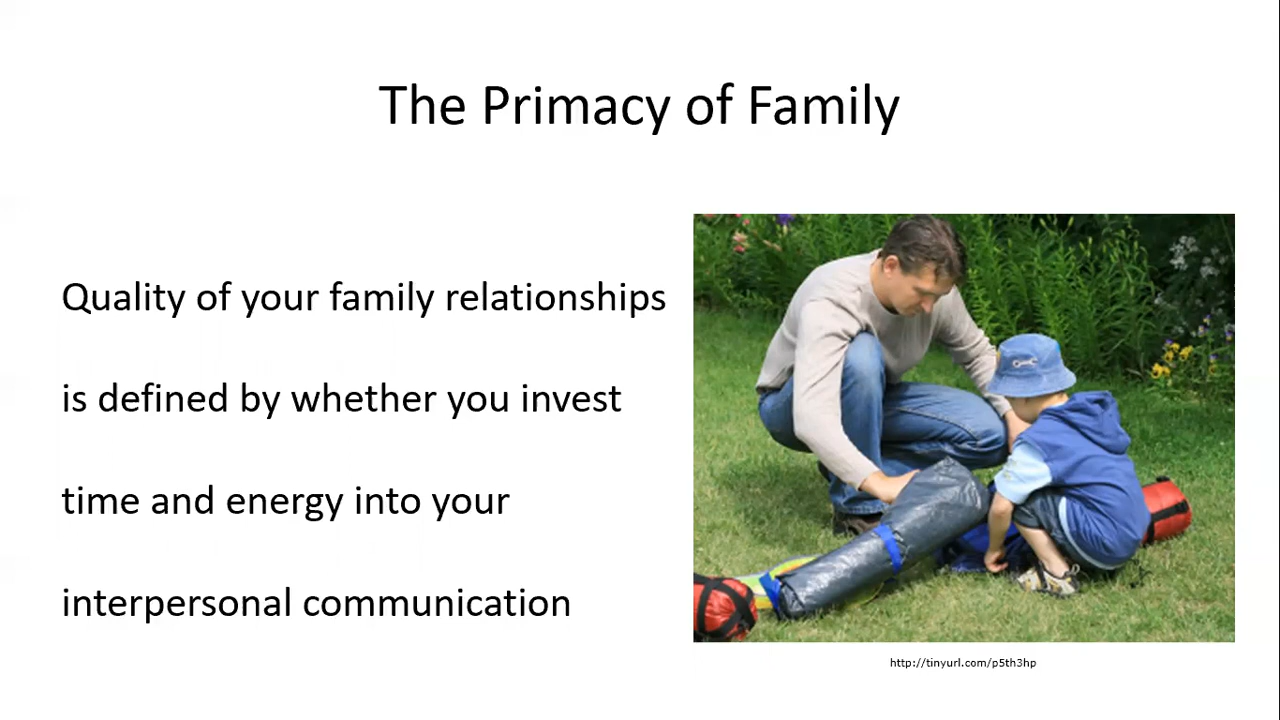 The Primacy of Family
Quality of your family relationships
is defined by whether you invest
time and energy into your
interpersonal communication
http://tinyurl.com/p5th3hp